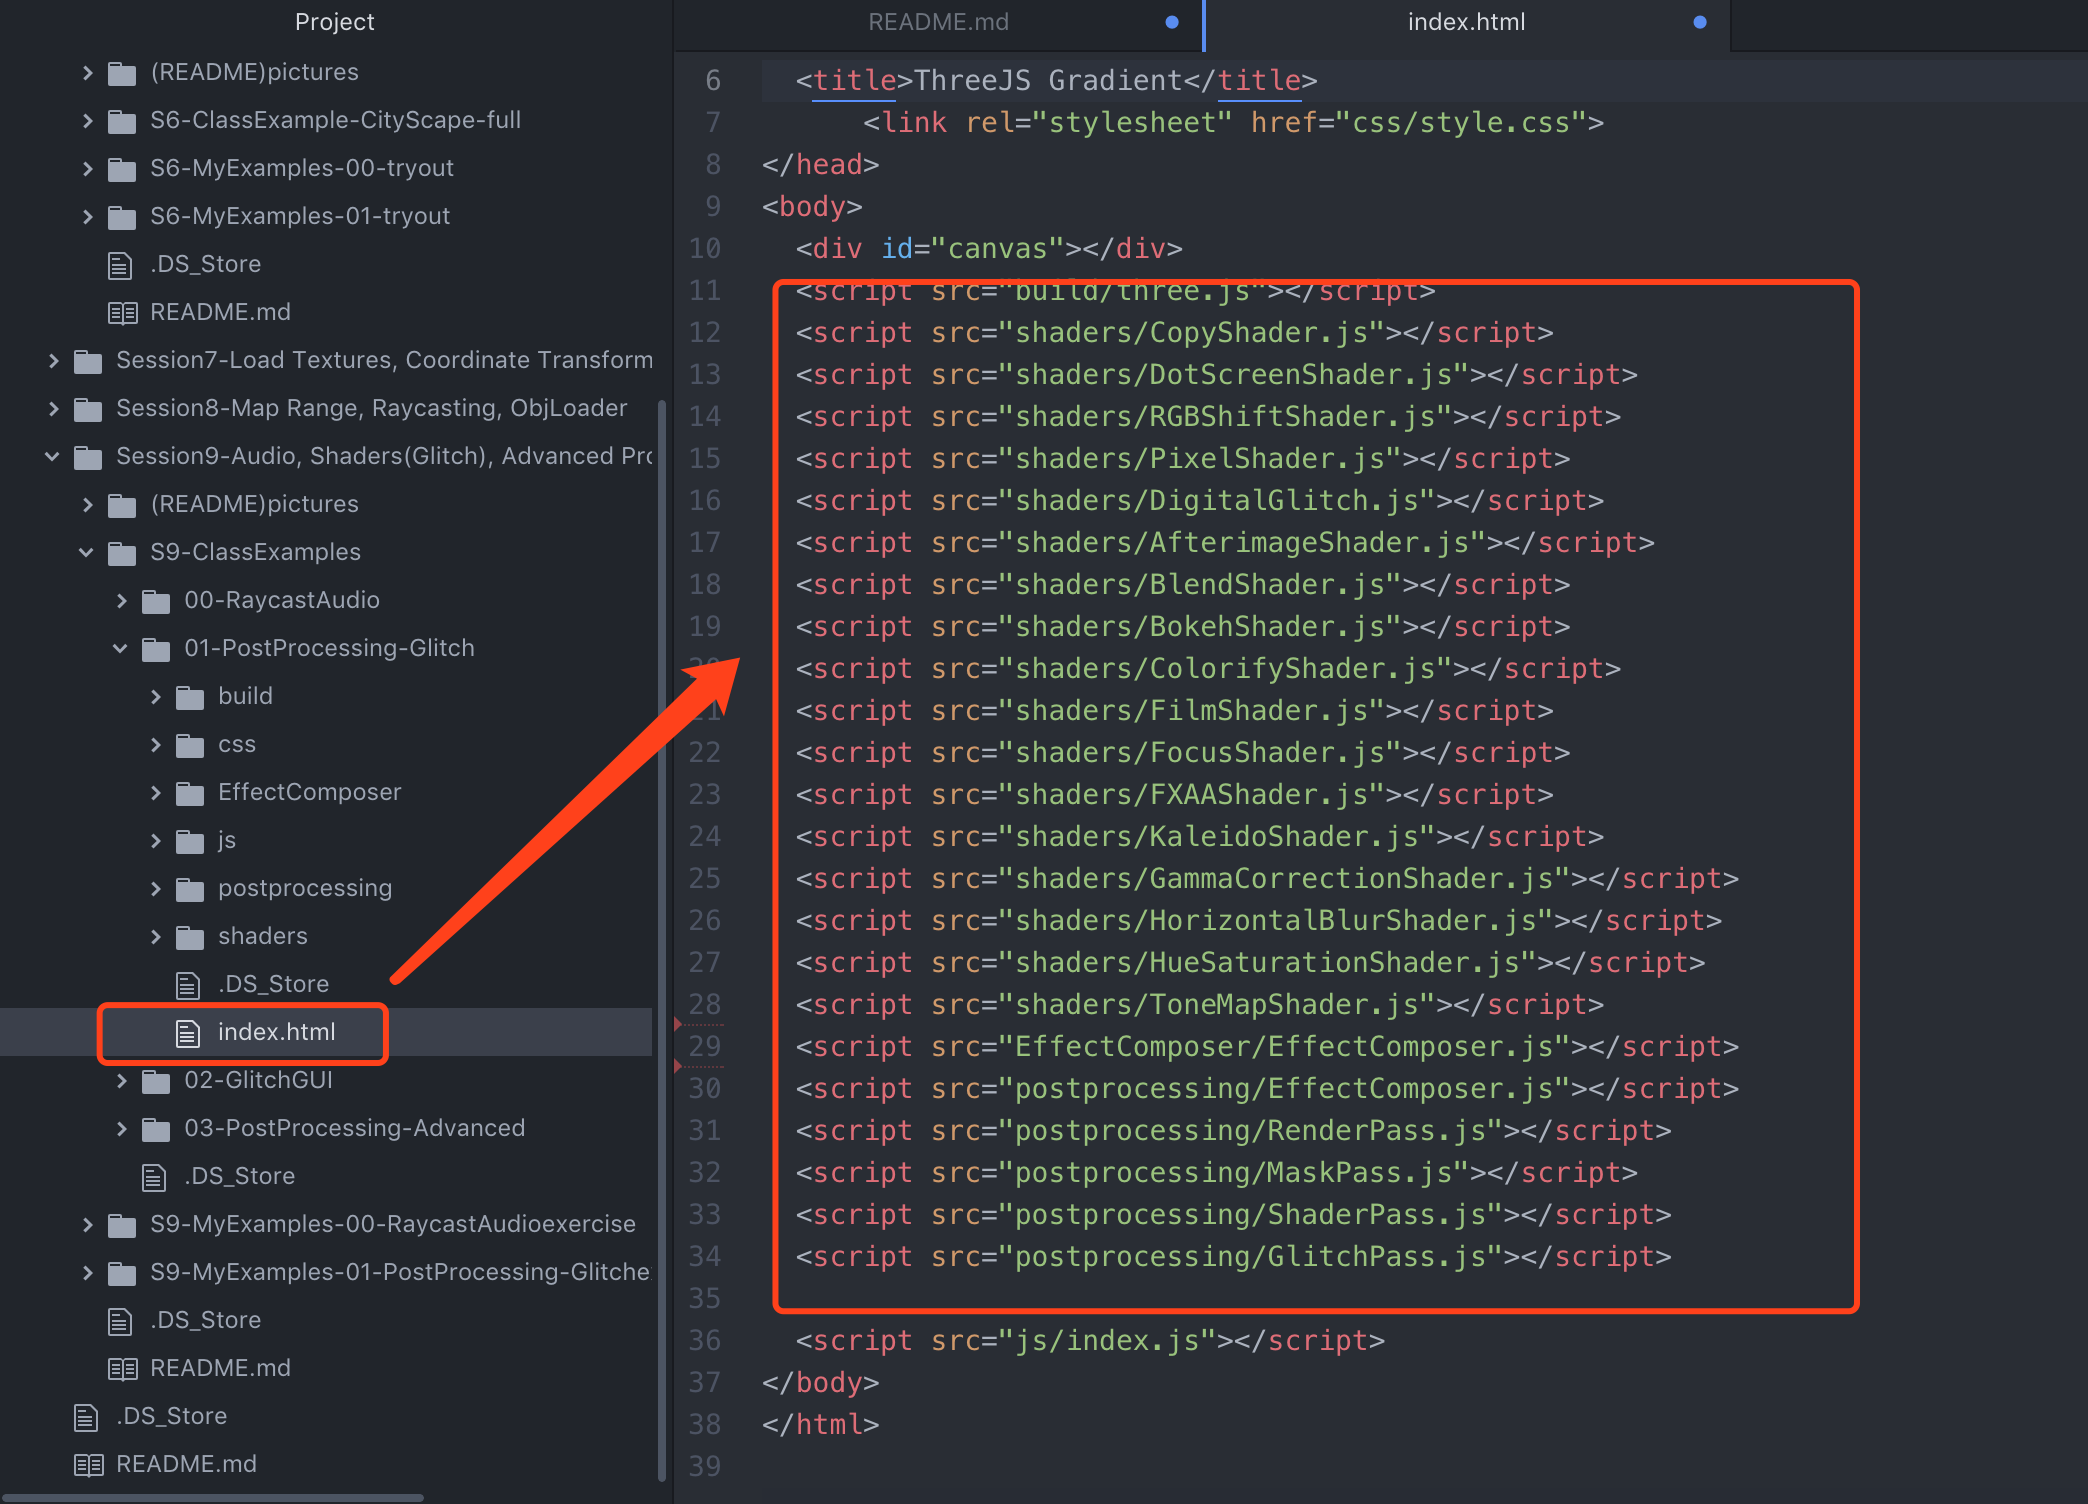 Project
(README)pictures
S6-ClassExample-CityScape-full
S6-MyExamples-00-tryout
S6-MyExamples-01-tryout
.DS_Store
README.md
Session7-Load Textures, Coordinate Transform
Session8-Map Range, Raycasting, ObjLoader
Session9-Audio, Shaders(Glitch), Advanced Pro
(README)pictures
S9-ClassExamples
00-RaycastAudio
01-PostProcessing-Glitch
build
css
EffectComposer
js
postprocessing
shaders
.DS_Store
index.html
02-GlitchGUI
03-PostProcessing-Advanced
.DS_Store
S9-MyExamples-00-RaycastAudioexercise
S9-MyExamples-01-PostProcessing-Glitche
.DS_Store
README.md
.DS_Store
README.md
README.md
index.html
6 <title>ThreeJS Gradient</title>
7 <link rel="stylesheet" href="css/style.css">
8 </head>
9 <body>
10 <div id="canvas"></div>
11 <script src="build/three.js"></script>
12 <script src="shaders/CopyShader.js"></script>
13 <script src="shaders/DotScreenShader.js"></script>
14 <script src="shaders/RGBShiftShader.js"></script>
15 <script src="shaders/PixelShader.js"></script>
16 <script src="shaders/DigitalGlitch.js"></script>
17 <script src="shaders/AfterimageShader.js"></script>
18 <script src="shaders/BlendShader.js"></script>
19 <script src="shaders/BokehShader.js"></script>
20 <script src="shaders/ColorifyShader.js"></script>
21 <script src="shaders/FilmShader.js"></script>
22 <script src="shaders/FocusShader.js"></script>
23 <script src="shaders/FXAAShader.js"></script>
24 <script src="shaders/KaleidoShader.js"></script>
25 <script src="shaders/GammaCorrectionShader.js"></script>
26 <script src="shaders/HorizontalBlurShader.js"></script>
27 <script src="shaders/HueSaturationShader.js"></script>
28 <script src="shaders/ToneMapShader.js"></script>
29 <script src="EffectComposer/EffectComposer.js"></script>
30 <script src="postprocessing/EffectComposer.js"></script>
31 <script src="postprocessing/RenderPass.js"></script>
32 <script src="postprocessing/MaskPass.js"></script>
33 <script src="postprocessing/ShaderPass.js"></script>
34 <script src="postprocessing/GlitchPass.js"></script>
35
36 <script src="js/index.js"></script>
37 </body>
38 </html>
39